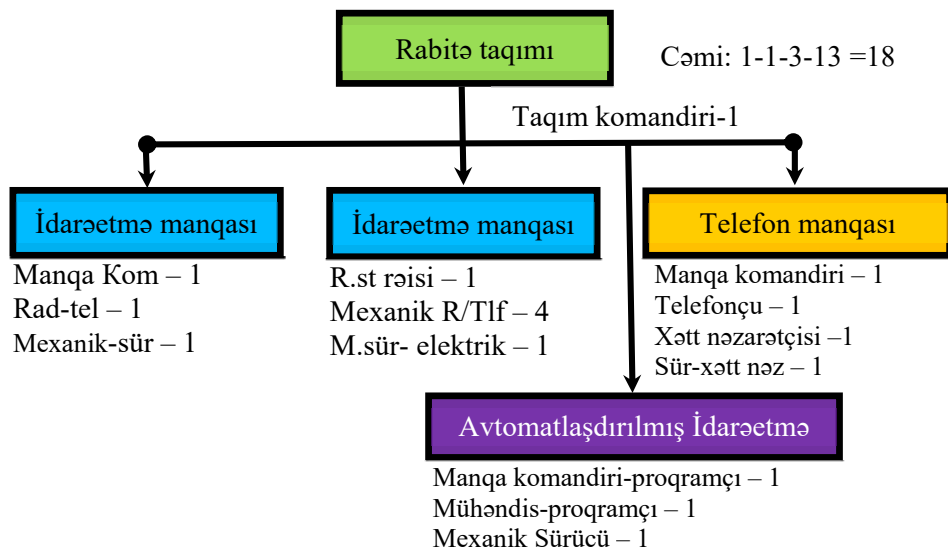 Rabitə taqımı
Cəmi: 1-1-3-13 =18
Taqım komandiri-1
İdarəetmə manqası
Manqa Kom – 1
Rad-tel – 1
Mexanik-sür – 1
İdarəetmə manqası
R.st rəisi – 1
Mexanik R/Tlf – 4
M.sür- elektrik – 1
Telefon manqası
Manqa komandiri – 1
Telefonçu – 1
Xətt nəzarətçisi –1
Sür-xətt nəz – 1
Avtomatlaşdırılmış İdarəetmə
Manqa komandiri-proqramçı – 1
Mühəndis-proqramçı – 1
Mexanik Sürücü – 1